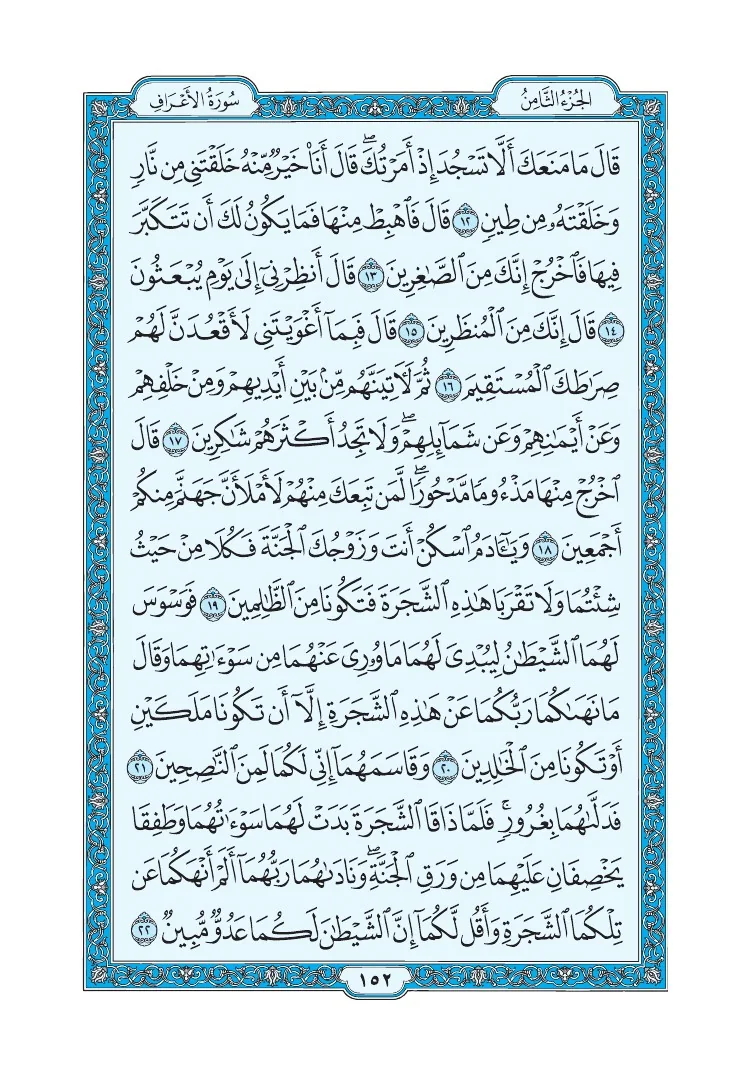 الجُزْءُ الثَّامِنُ
سُورَةُ الأَعْرَافِ
قَالَ مَا مَنَعَكَ أَلَّا تَسْجُدَ إِذْ أَمَرْتُكَ ۖ قَالَ أَنَا۠ خَيْرٌ مِّنْهُ خَلَقْتَنِى مِن نَّارٍ
وَخَلَقْتَهُۥ مِن طِينٍ ١٢ قَالَ فَٱهْبِطْ مِنْهَا فَمَا يَكُونُ لَكَ أَن تَتَكَبَّرَ
فِيهَا فَٱخْرُجْ إِنَّكَ مِنَ ٱلصَّٰغِرِينَ ١٣ قَالَ أَنظِرْنِىٓ إِلَىٰ يَوْمِ يُبْعَثُونَ
١٤ قَالَ إِنَّكَ مِنَ ٱلْمُنظَرِينَ ١٥ قَالَ فَبِمَآ أَغْوَيْتَنِى لَأَقْعُدَنَّ لَهُمْ
صِرَٰطَكَ ٱلْمُسْتَقِيمَ ١٦ ثُمَّ لَءَاتِيَنَّهُم مِّنۢ بَيْنِ أَيْدِيهِمْ وَمِنْ خَلْفِهِمْ
وَعَنْ أَيْمَٰنِهِمْ وَعَن شَمَآئِلِهِمْ ۖ وَلَا تَجِدُ أَكْثَرَهُمْ شَٰكِرِينَ ١٧ قَالَ
ٱخْرُجْ مِنْهَا مَذْءُومًا مَّدْحُورًا ۖ لَّمَن تَبِعَكَ مِنْهُمْ لَأَمْلَأَنَّ جَهَنَّمَ مِنكُمْ
أَجْمَعِينَ ١٨ وَيَٰٓـَٔادَمُ ٱسْكُنْ أَنتَ وَزَوْجُكَ ٱلْجَنَّةَ فَكُلَا مِنْ حَيْثُ
شِئْتُمَا وَلَا تَقْرَبَا هَٰذِهِ ٱلشَّجَرَةَ فَتَكُونَا مِنَ ٱلظَّٰلِمِينَ ١٩ فَوَسْوَسَ
لَهُمَا ٱلشَّيْطَٰنُ لِيُبْدِىَ لَهُمَا مَا وُۥرِىَ عَنْهُمَا مِن سَوْءَٰتِهِمَا وَقَالَ
مَا نَهَىٰكُمَا رَبُّكُمَا عَنْ هَٰذِهِ ٱلشَّجَرَةِ إِلَّآ أَن تَكُونَا مَلَكَيْنِ
أَوْ تَكُونَا مِنَ ٱلْخَٰلِدِينَ ٢٠ وَقَاسَمَهُمَآ إِنِّى لَكُمَا لَمِنَ ٱلنَّٰصِحِينَ ٢١
فَدَلَّىٰهُمَا بِغُرُورٍ ۚ فَلَمَّا ذَاقَا ٱلشَّجَرَةَ بَدَتْ لَهُمَا سَوْءَٰتُهُمَا وَطَفِقَا
يَخْصِفَانِ عَلَيْهِمَا مِن وَرَقِ ٱلْجَنَّةِ ۖ وَنَادَىٰهُمَا رَبُّهُمَآ أَلَمْ أَنْهَكُمَا عَن
تِلْكُمَا ٱلشَّجَرَةِ وَأَقُل لَّكُمَآ إِنَّ ٱلشَّيْطَٰنَ لَكُمَا عَدُوٌّ مُّبِينٌ ٢٢
١٥٢